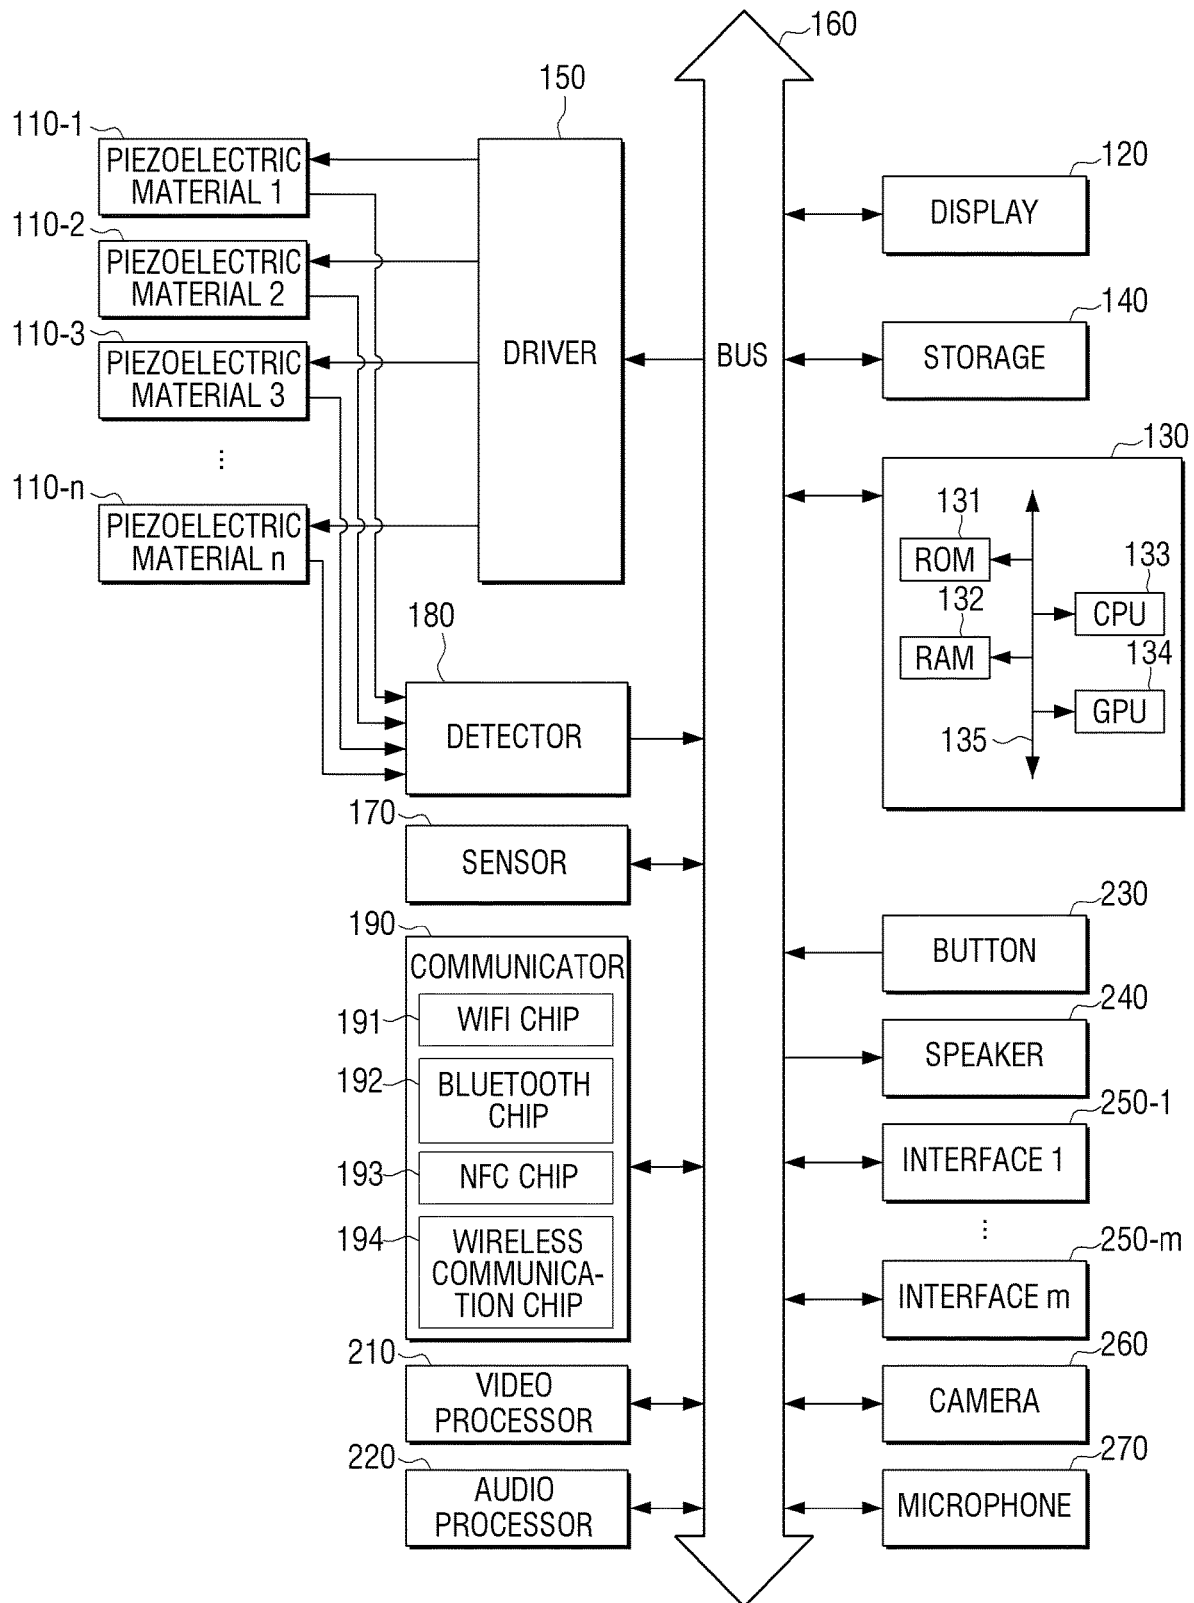 160
150
110-1
PIEZOELECTRIC
MATERIAL 1
110-2
PIEZOELECTRIC
MATERIAL 2
110-3
PIEZOELECTRIC
MATERIAL 3
...
110-n
PIEZOELECTRIC
MATERIAL n
DRIVER
BUS
120
DISPLAY
140
STORAGE
130
131
ROM
133
CPU
132
RAM
134
GPU
135
180
DETECTOR
170
SENSOR
190
COMMUNICATOR
191
WIFI CHIP
192
BLUETOOTH
CHIP
193
NFC CHIP
194
WIRELESS
COMMUNICA-
TION CHIP
210
VIDEO
PROCESSOR
220
AUDIO
PROCESSOR
230
BUTTON
240
SPEAKER
250-1
INTERFACE 1
...
250-m
INTERFACE m
260
CAMERA
270
MICROPHONE